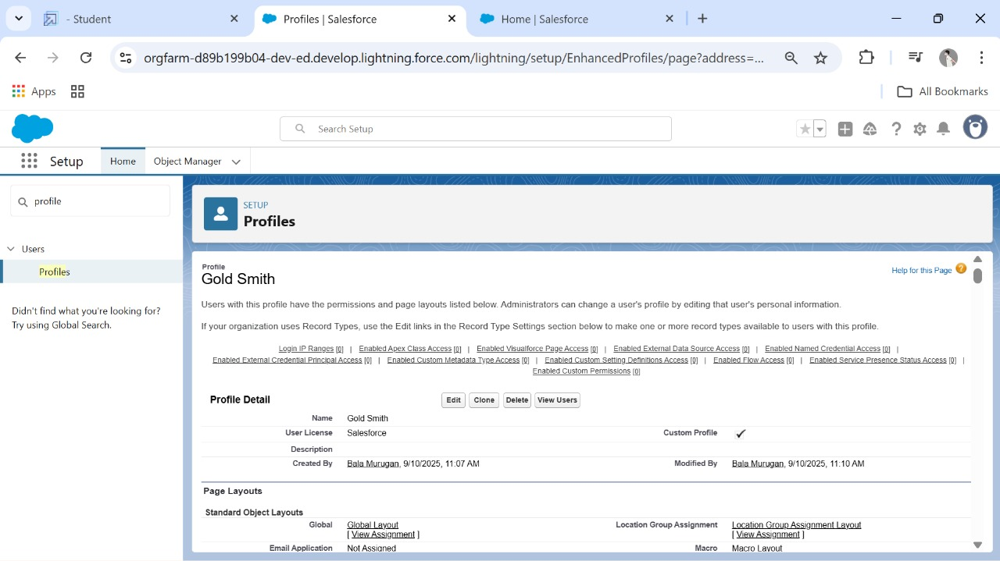 - Student
Profiles | Salesforce
Home | Salesforce
orgfarm-d89b199b04-dev-ed.develop.lightning.force.com/lightning/setup/EnhancedProfiles/page?address=...
Apps
All Bookmarks
Search Setup
Setup
Home
Object Manager
profile
Users
Profiles
Didn't find what you're looking for?
Try using Global Search.
SETUP
Profiles
Profile
Gold Smith
Help for this Page
Users with this profile have the permissions and page layouts listed below. Administrators can change a user's profile by editing that user's personal information.
If your organization uses Record Types, use the Edit links in the Record Type Settings section below to make one or more record types available to users with this profile.
Login IP Ranges [0] | Enabled Apex Class Access [0] | Enabled Visualforce Page Access [0] | Enabled External Data Source Access [0] | Enabled Named Credential Access [0] |
Enabled External Credential Principal Access [0] | Enabled Custom Metadata Type Access [0] | Enabled Custom Setting Definitions Access [0] | Enabled Flow Access [0] | Enabled Service Presence Status Access [0] |
Enabled Custom Permissions [0]
Profile Detail
Edit Clone Delete View Users
Name Gold Smith
User License Salesforce Custom Profile ✓
Description
Created By Bala Murugan, 9/10/2025, 11:07 AM Modified By Bala Murugan, 9/10/2025, 11:10 AM
Page Layouts
Standard Object Layouts
Global Global Layout Location Group Assignment Location Group Assignment Layout
[ View Assignment ] [ View Assignment ]
Email Application Not Assigned Macro Macro Layout